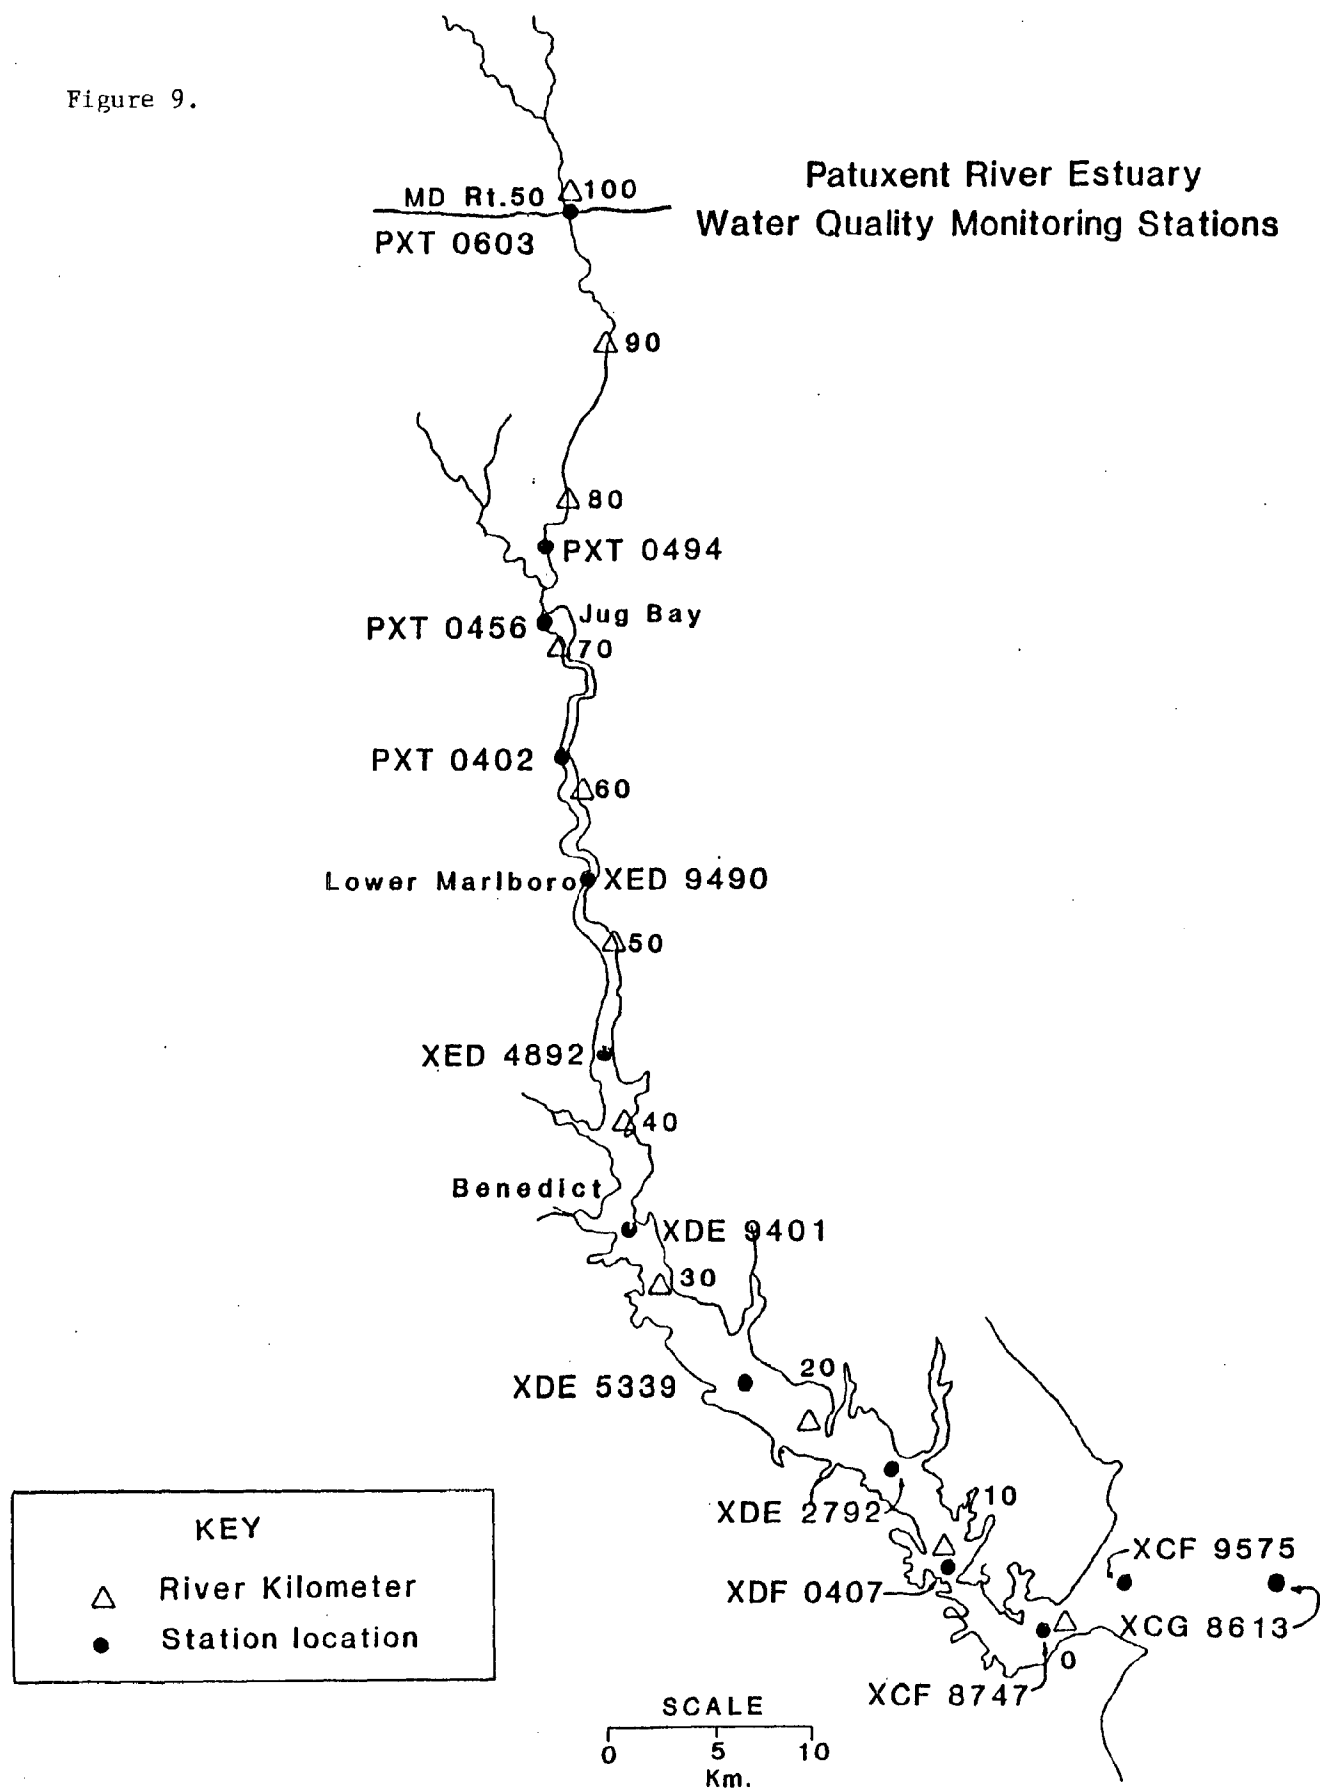 Figure 9.
Patuxent River Estuary
Water Quality Monitoring Stations
MD Rt.50
100
PXT 0603
90
80
PXT 0494
Jug Bay
PXT 0456
70
PXT 0402
60
Lower Marlboro
XED 9490
50
XED 4892
40
Benedict
XDE 9401
30
20
XDE 5339
XDE 2792
10
XCF 9575
XDF 0407
XCG 8613
0
XCF 8747
KEY
River Kilometer
Station location
SCALE
0 5 10
Km.